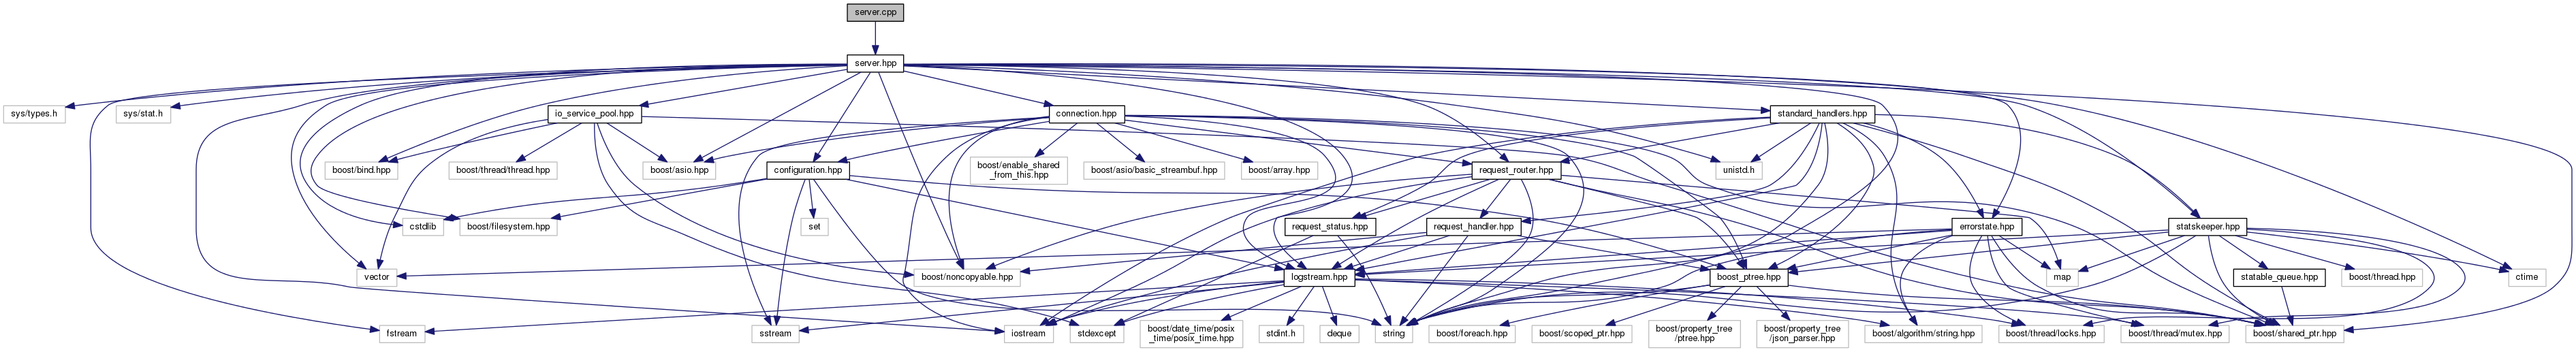 server.cpp
server.hpp
sys/types.h
sys/stat.h
io_service_pool.hpp
connection.hpp
standard_handlers.hpp
boost/bind.hpp
boost/thread/thread.hpp
boost/asio.hpp
configuration.hpp
boost/enable_shared
_from_this.hpp
boost/asio/basic_streambuf.hpp
boost/array.hpp
request_router.hpp
unistd.h
cstdlib
boost/filesystem.hpp
set
request_status.hpp
request_handler.hpp
errorstate.hpp
statskeeper.hpp
vector
boost/noncopyable.hpp
logstream.hpp
boost_ptree.hpp
map
statable_queue.hpp
boost/thread.hpp
ctime
fstream
sstream
iostream
stdexcept
boost/date_time/posix
_time/posix_time.hpp
stdint.h
deque
string
boost/foreach.hpp
boost/scoped_ptr.hpp
boost/property_tree
/ptree.hpp
boost/property_tree
/json_parser.hpp
boost/algorithm/string.hpp
boost/thread/locks.hpp
boost/thread/mutex.hpp
boost/shared_ptr.hpp